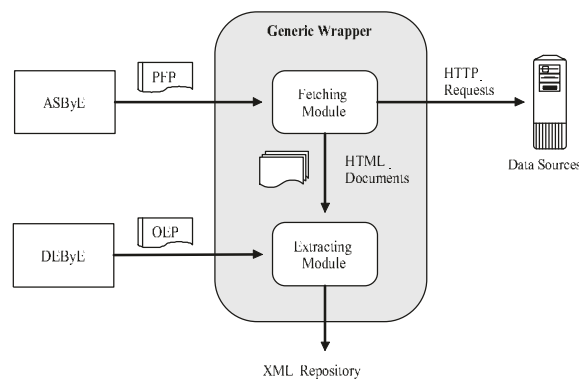 Generic Wrapper
PFP
ASByE
Fetching
Module
HTTP
Requests
Data Sources
HTML
Documents
OEP
DEByE
Extracting
Module
XML Repository